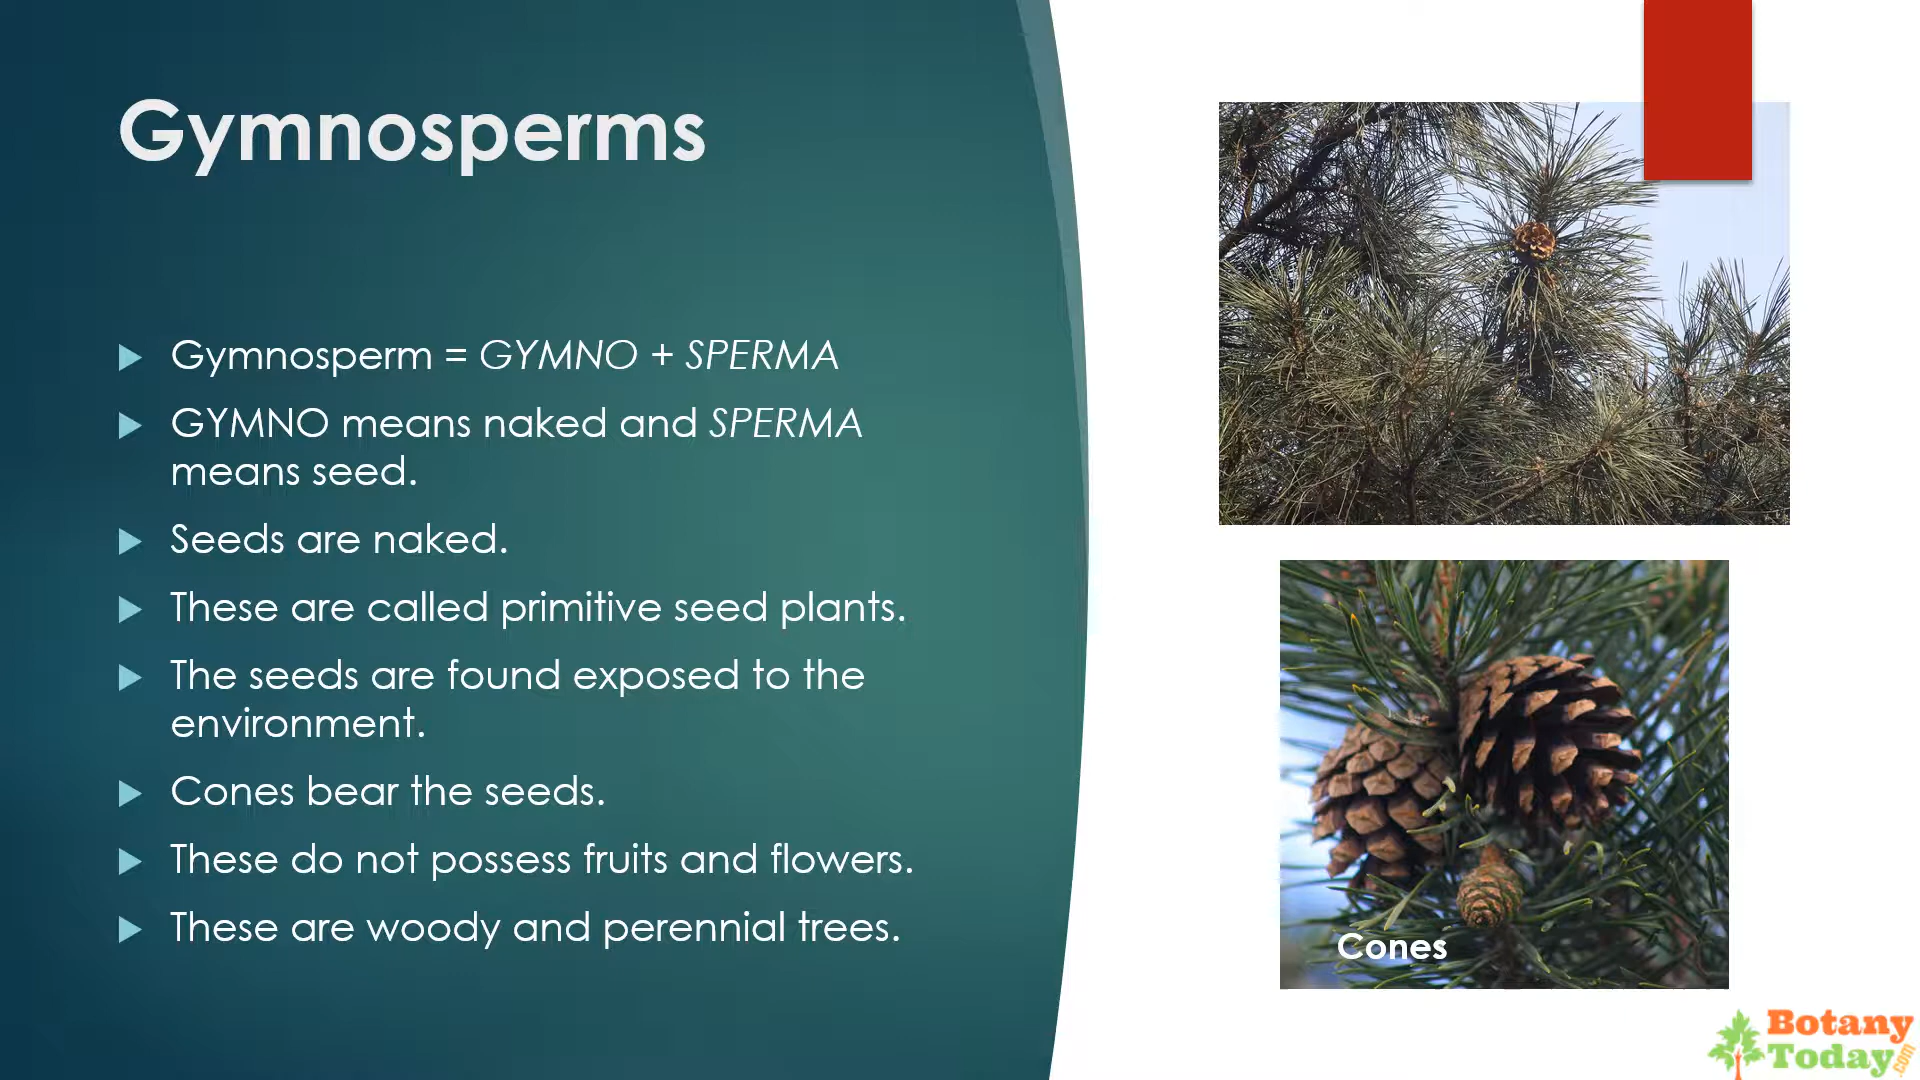 Gymnosperms
Gymnosperm = GYMNO + SPERMA
GYMNO means naked and SPERMA
means seed.
Seeds are naked.
These are called primitive seed plants.
The seeds are found exposed to the
environment.
Cones bear the seeds.
These do not possess fruits and flowers.
These are woody and perennial trees.
Cones
Botany
Today.com